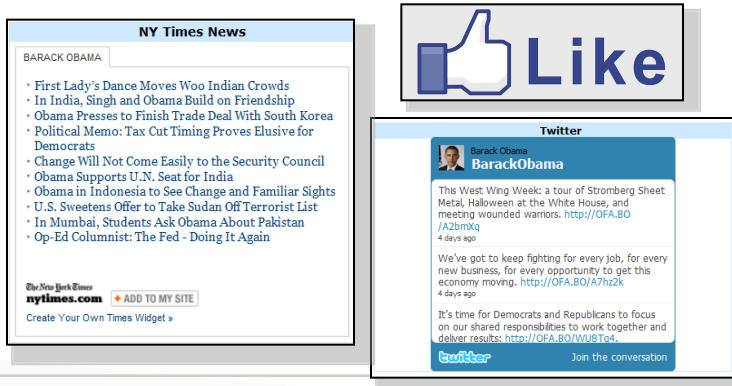 NY Times News
BARACK OBAMA
First Lady's Dance Moves Woo Indian Crowds
In India, Singh and Obama Build on Friendship
Obama Presses to Finish Trade Deal With South Korea
Political Memo: Tax Cut Timing Proves Elusive for
Democrats
Change Will Not Come Easily to the Security Council
Obama Supports U.N. Seat for India
Obama in Indonesia to See Change and Familiar Sights
U.S. Sweetens Offer to Take Sudan Off Terrorist List
In Mumbai, Students Ask Obama About Pakistan
Op-Ed Columnist: The Fed - Doing It Again
The New York Times
nytimes.com
+ ADD TO MY SITE
Create Your Own Times Widget »
Like
Twitter
Barack Obama
BarackObama
This West Wing Week: a tour of Stromberg Sheet
Metal, Halloween at the White House, and
meeting wounded warriors. http://OFA.BO
/A2bmXq
4 days ago
We've got to keep fighting for every job, for every
new business, for every opportunity to get this
economy moving. http://OFA.BO/A7hz2k
4 days ago
It's time for Democrats and Republicans to focus
on our shared responsibilities to work together and
deliver results: http://OFA.BO/WU8Tg4.
twitter
Join the conversation